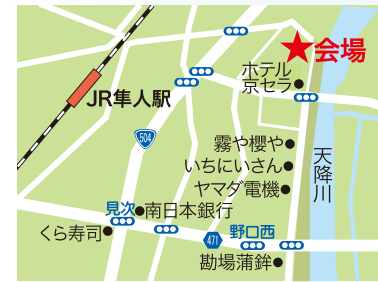 会場
ホテル
京セラ
JR隼人駅
504
霧や櫻や
いちにいさん
ヤマダ電機
天降川
見次
南日本銀行
くら寿司
471
野口西
勘場蒲鉾